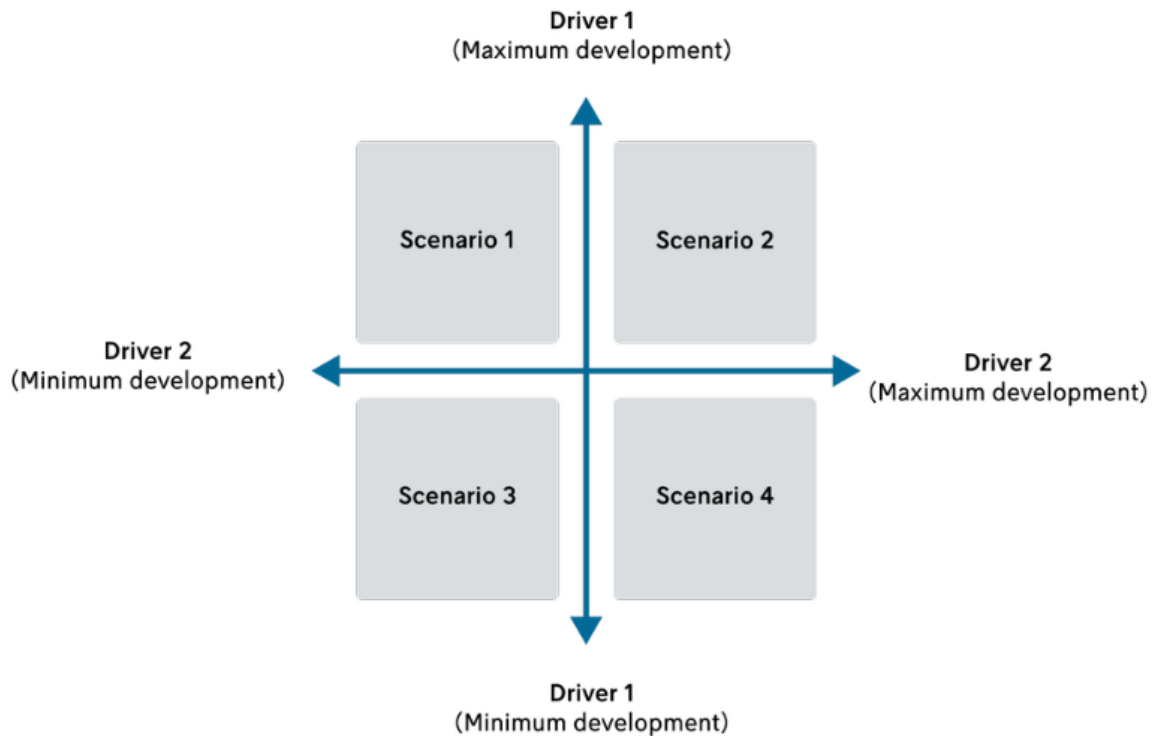 Driver 1
(Maximum development)
Scenario 1
Scenario 2
Driver 2
(Minimum development)
Driver 2
(Maximum development)
Scenario 3
Scenario 4
Driver 1
(Minimum development)